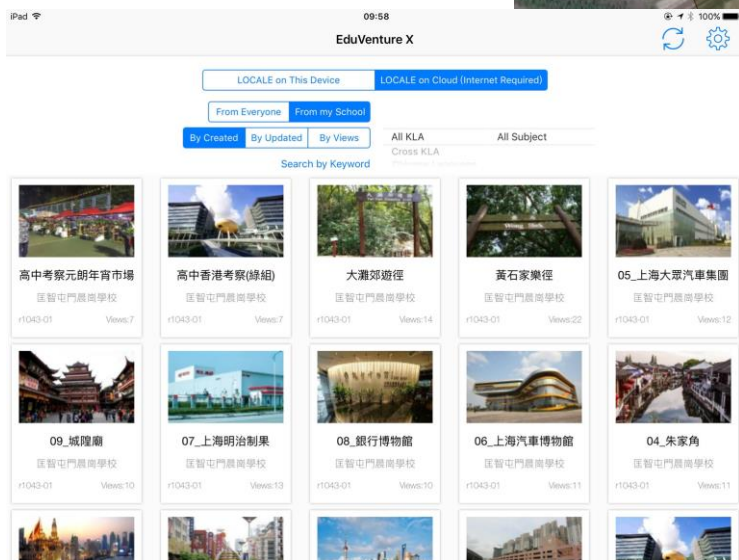 iPad
09:58
100%
EduVenture X
LOCALE on This Device
LOCALE on Cloud (Internet Required)
From Everyone
From my School
By Created
By Updated
By Views
All KLA
All Subject
Cross KLA
Search by Keyword
高中考察元朗年宵市場
高中香港考察(綠組)
大灘郊遊徑
黃石家樂徑
05_上海大眾汽車集團
匡智屯門晨崗學校
匡智屯門晨崗學校
匡智屯門晨崗學校
匡智屯門晨崗學校
匡智屯門晨崗學校
r1043-01 Views:7
r1043-01 Views:7
r1043-01 Views:14
r1043-01 Views:22
r1043-01 Views:12
09_城隍廟
07_上海明治制果
08_銀行博物館
06_上海汽車博物館
04_朱家角
匡智屯門晨崗學校
匡智屯門晨崗學校
匡智屯門晨崗學校
匡智屯門晨崗學校
匡智屯門晨崗學校
r1043-01 Views:10
r1043-01 Views:13
r1043-01 Views:10
r1043-01 Views:11
r1043-01 Views:11